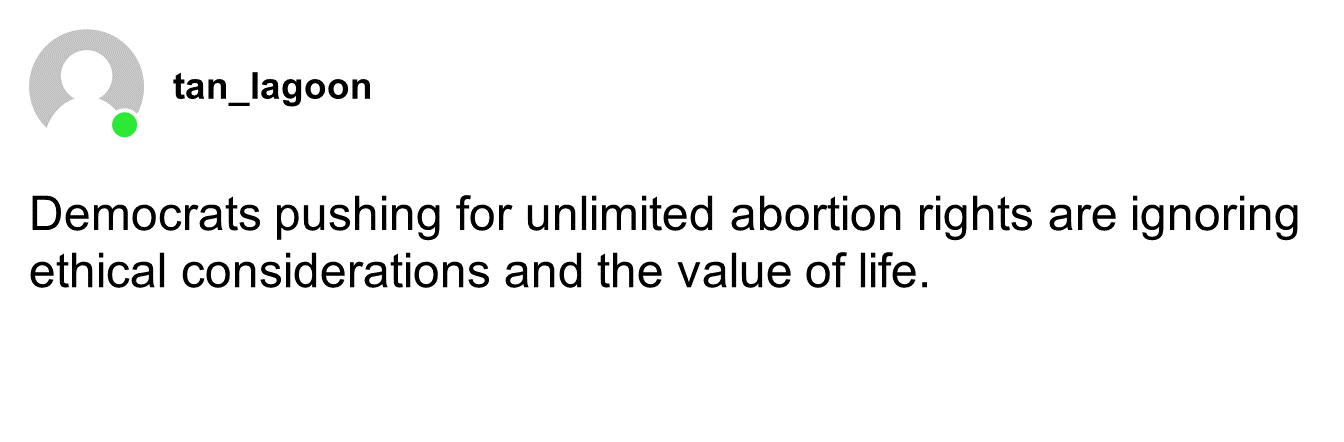 tan_lagoon
Democrats pushing for unlimited abortion rights are ignoring
ethical considerations and the value of life.